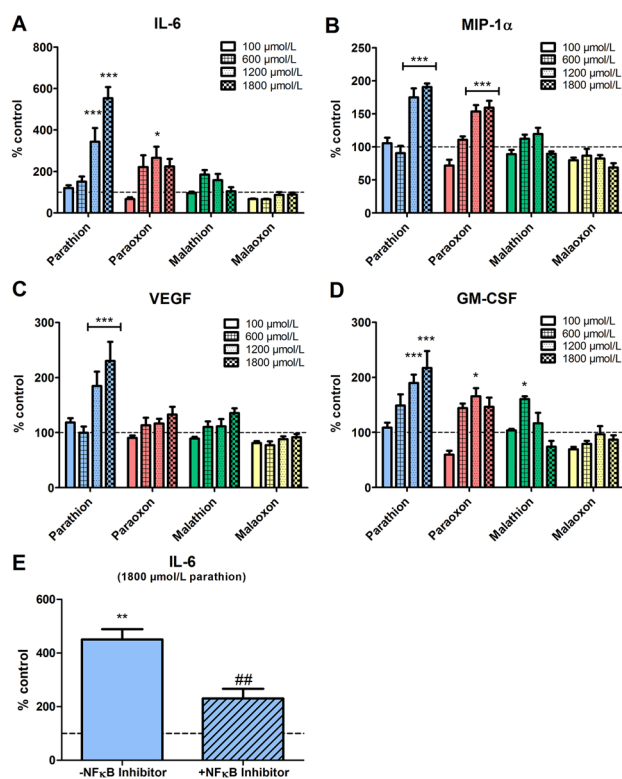 A
IL-6
% control
800
600
400
200
0
100 µmol/L
600 µmol/L
1200 µmol/L
1800 µmol/L
***
***
*
Parathion
Paraoxon
Malathion
Malaoxon
B
MIP-1α
% control
250
200
150
100
50
0
100 µmol/L
600 µmol/L
1200 µmol/L
1800 µmol/L
***
***
Parathion
Paraoxon
Malathion
Malaoxon
C
VEGF
% control
300
200
100
0
100 µmol/L
600 µmol/L
1200 µmol/L
1800 µmol/L
***
Parathion
Paraoxon
Malathion
Malaoxon
D
GM-CSF
% control
300
200
100
0
100 µmol/L
600 µmol/L
1200 µmol/L
1800 µmol/L
***
***
*
*
Parathion
Paraoxon
Malathion
Malaoxon
E
IL-6
(1800 µmol/L parathion)
% control
600
400
200
0
**
##
-NFκB Inhibitor
+NFκB Inhibitor